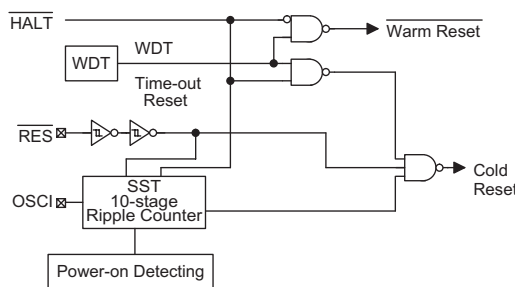 HALT
Warm Reset
WDT
WDT
Time-out
Reset
RES
Cold
Reset
OSCI
SST
10-stage
Ripple Counter
Power-on Detecting